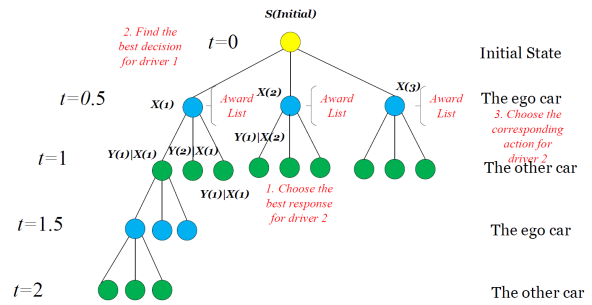 S(Initial)
2. Find the
best decision
for driver 1
t=0
Initial State
t=0.5
X(1)
Award
List
X(2)
Award
List
X(3)
Award
List
The ego car
3. Choose the
corresponding
action for
driver 2
t=1
Y(1)|X(1)
Y(2)|X(1)
Y(1)|X(2)
The other car
Y(1)|X(1)
1. Choose the
best response
for driver 2
t=1.5
The ego car
t=2
The other car